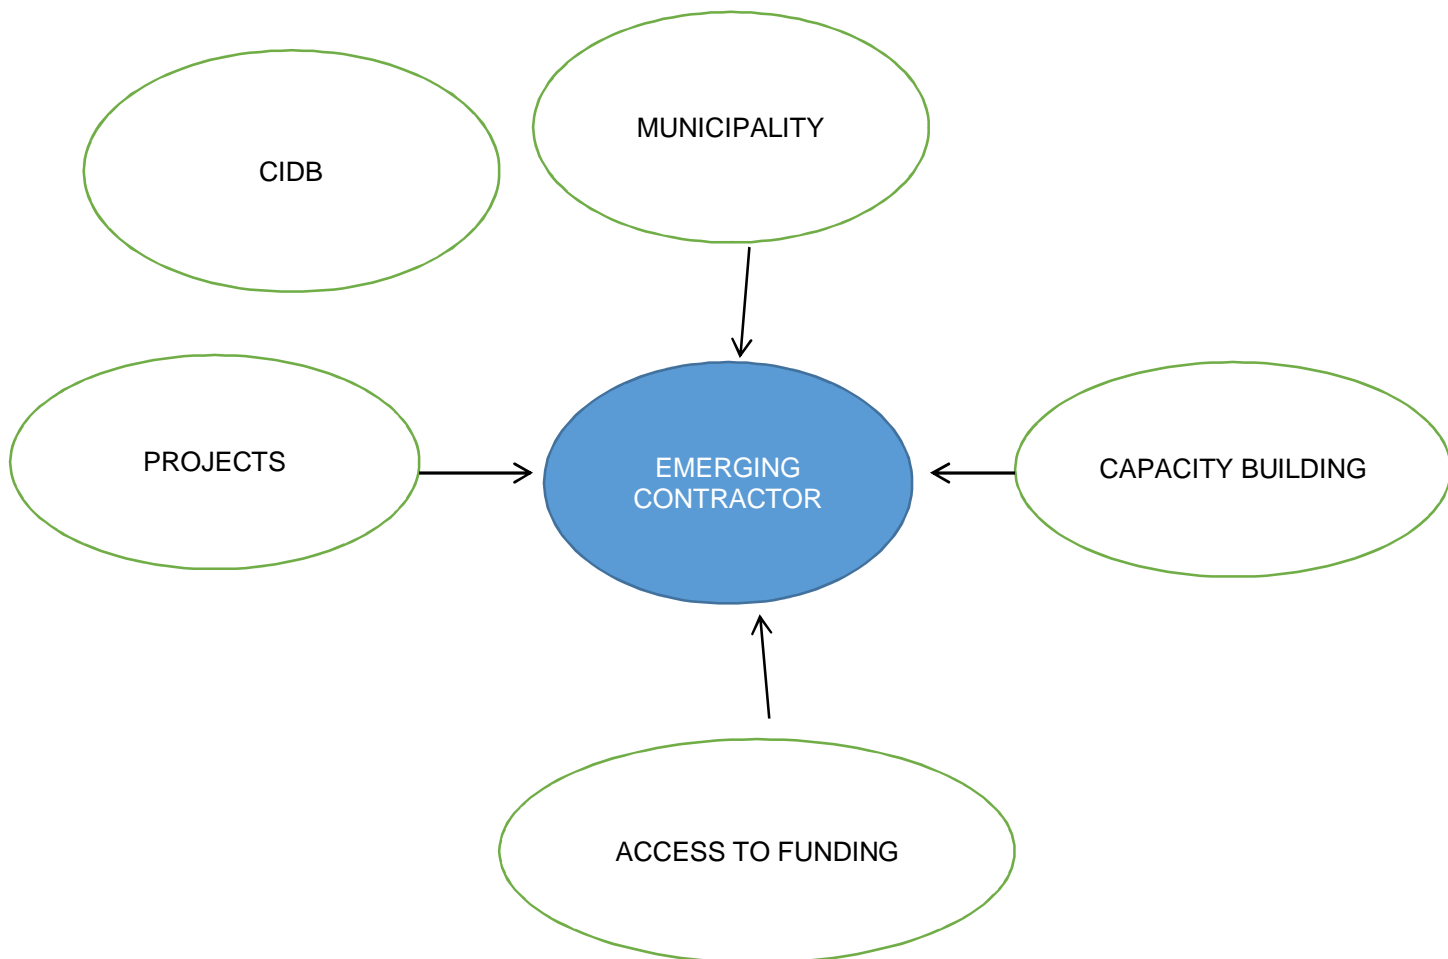 MUNICIPALITY
CIDB
PROJECTS
EMERGING
CONTRACTOR
CAPACITY BUILDING
ACCESS TO FUNDING